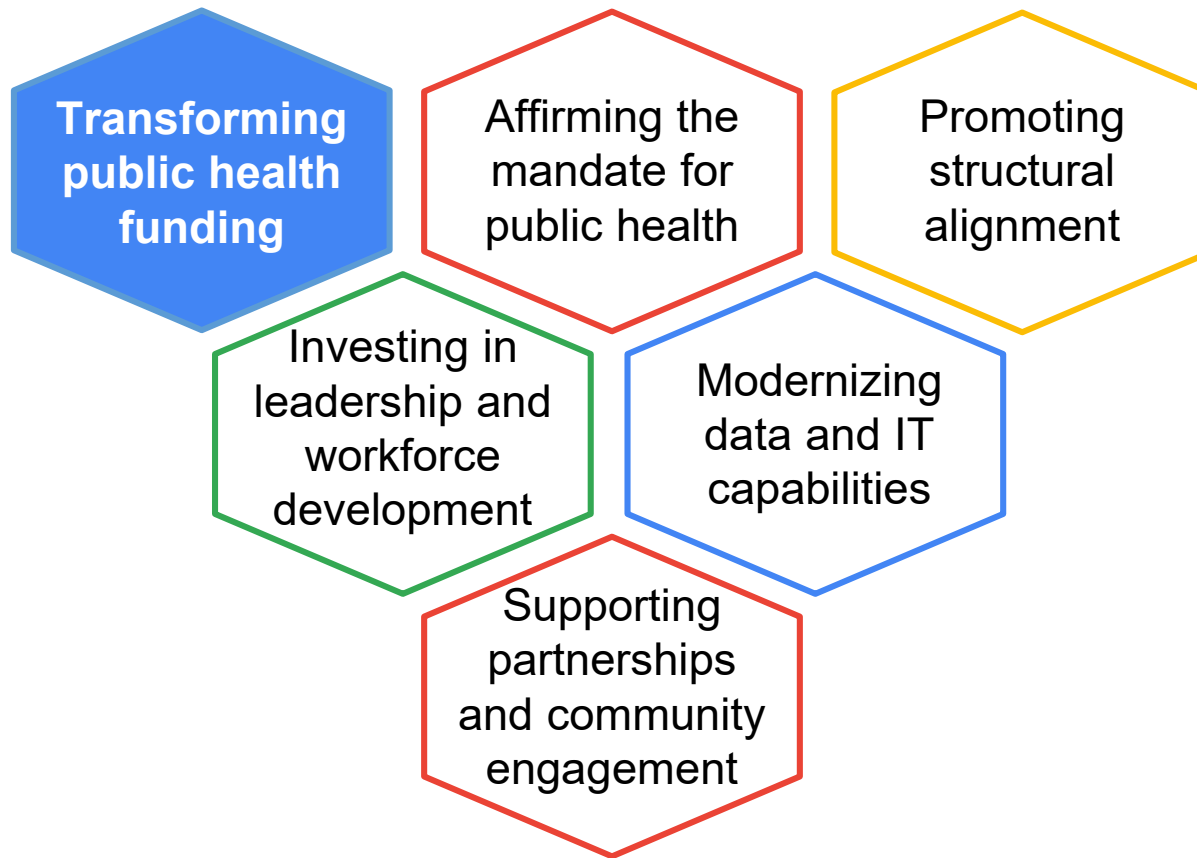 Transforming
public health
funding
Affirming the
mandate for
public health
Promoting
structural
alignment
Investing in
leadership and
workforce
development
Modernizing
data and IT
capabilities
Supporting
partnerships
and community
engagement